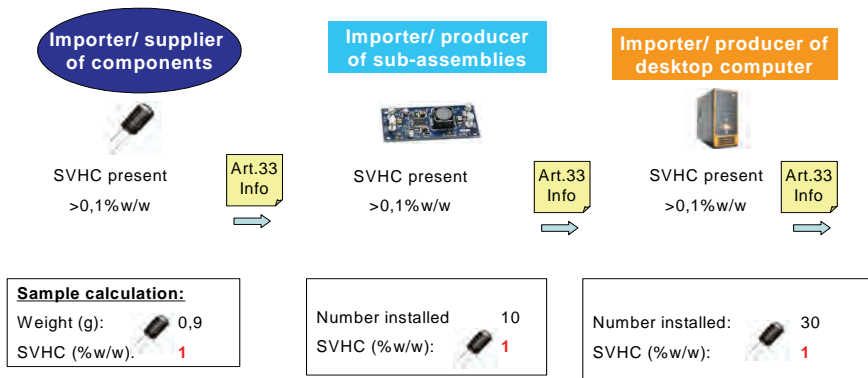 Importer/ supplier
of components
Importer/ producer
of sub-assemblies
Importer/ producer of
desktop computer
SVHC present
>0,1%w/w
Art.33
Info
SVHC present
>0,1%w/w
Art.33
Info
SVHC present
>0,1%w/w
Art.33
Info
Sample calculation:
Weight (g): 0,9
SVHC (%w/w): 1
Number installed 10
SVHC (%w/w): 1
Number installed: 30
SVHC (%w/w): 1